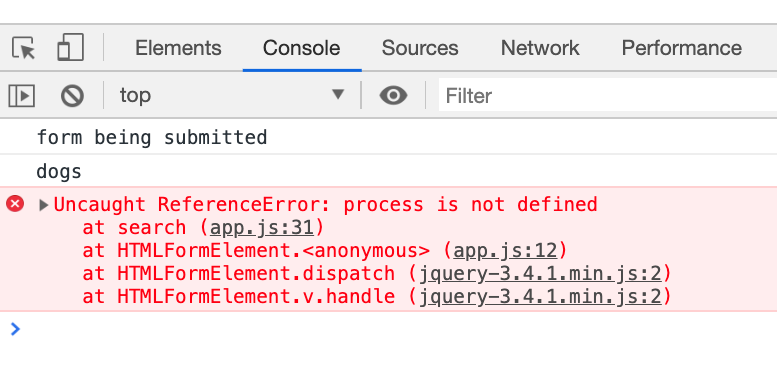 Elements Console Sources Network Performance
top Filter
form being submitted
dogs
Uncaught ReferenceError: process is not defined
at search (app.js:31)
at HTMLFormElement.<anonymous> (app.js:12)
at HTMLFormElement.dispatch (jquery-3.4.1.min.js:2)
at HTMLFormElement.v.handle (jquery-3.4.1.min.js:2)